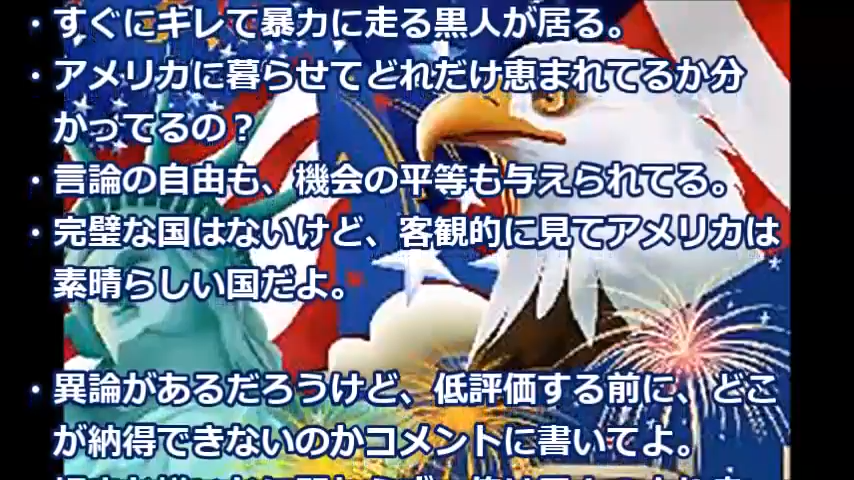 ・すぐにキレて暴力に走る黒人が居る。
・アメリカに暮らせてどれだけ恵まれてるか分
かってるの？
・言論の自由も、機会の平等も与えられてる。
・完璧な国はないけど、客観的に見てアメリカは
素晴らしい国だよ。
・異論があるだろうけど、低評価する前に、どこ
が納得できないのかコメントに書いてよ。